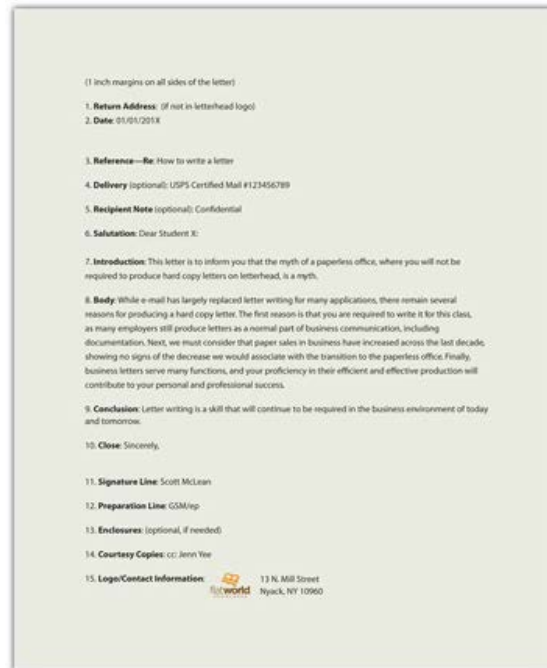 (1 inch margins on all sides of the letter)
1. Return Address: (if not in letterhead logo)
2. Date: 01/01/201X
3. Reference—Re: How to write a letter
4. Delivery (optional): USPS Certified Mail #123456789
5. Recipient Note (optional): Confidential
6. Salutation: Dear Student X:
7. Introduction: This letter is to inform you that the myth of a paperless office, where you will not be
required to produce hard copy letters on letterhead, is a myth.
8. Body: While e-mail has largely replaced letter writing for many applications, there remain several
reasons for producing a hard copy letter. The first reason is that you are required to write it for this class,
as many employers still produce letters as a normal part of business communication, including
documentation. Next, we must consider that paper sales in business have increased across the last decade,
showing no signs of the decrease we would associate with the transition to the paperless office. Finally,
business letters serve many functions, and your proficiency in their efficient and effective production will
contribute to your personal and professional success.
9. Conclusion: Letter writing is a skill that will continue to be required in the business environment of today
and tomorrow.
10. Close: Sincerely,
11. Signature Line: Scott McLean
12. Preparation Line: GSM/ep
13. Enclosures: (optional, if needed)
14. Courtesy Copies: cc: Jenn Yee
15. Logo/Contact Information: flatworld 13 N. Mill Street
Nyack, NY 10960